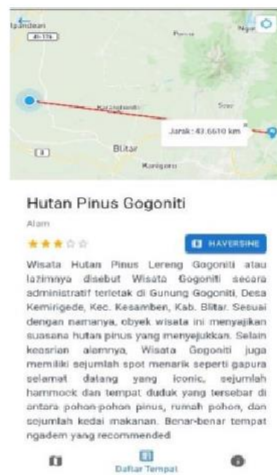 Blitar
Jarak: 43.6610 km
Kanigoro
Hutan Pinus Gogoniti
Alam
HAVERSINE
Wisata Hutan Pinus Lereng Gogoniti atau
lazimnya disebut Wisata Gogoniti secara
administratif terletak di Gunung Gogoniti, Desa
Kemirigede, Kec. Kesamben, Kab. Blitar. Sesuai
dengan namanya, obyek wisata ini menyajikan
suasana hutan pinus yang menyejukkan. Selain
keasrian alamnya, Wisata Gogoniti juga
memiliki sejumlah spot menarik seperti gapura
selamat datang yang iconic, sejumlah
hammock dan tempat duduk yang tersebar di
antara pohon-pohon pinus, rumah pohon, dan
sejumlah kedai makanan. Benar-benar tempat
ngadem yang recommended
Daftar Tempat